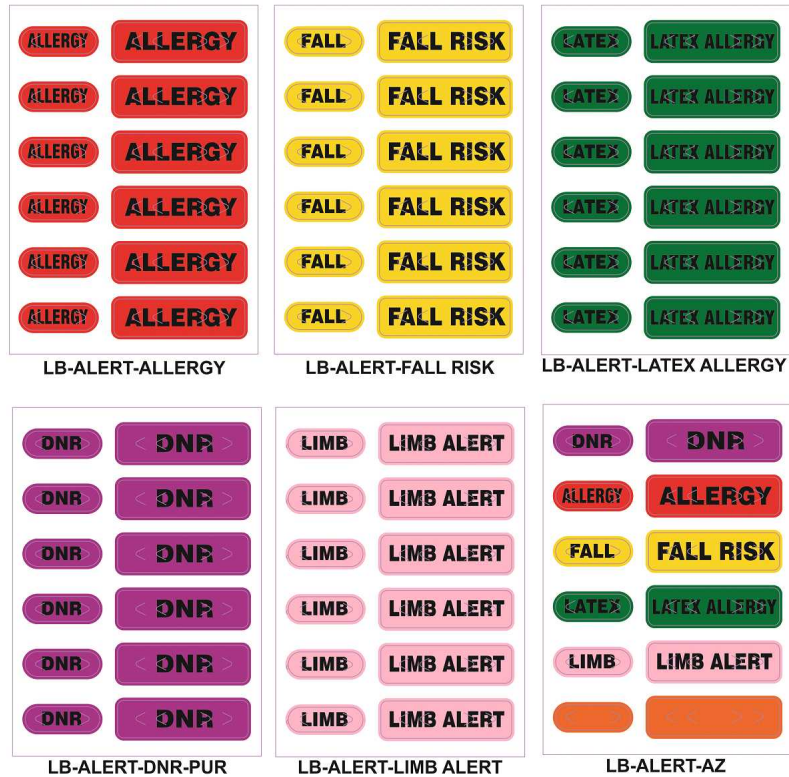 ALLERGY ALLERGY
ALLERGY ALLERGY
ALLERGY ALLERGY
ALLERGY ALLERGY
ALLERGY ALLERGY
ALLERGY ALLERGY
LB-ALERT-ALLERGY
FALL FALL RISK
FALL FALL RISK
FALL FALL RISK
FALL FALL RISK
FALL FALL RISK
FALL FALL RISK
LB-ALERT-FALL RISK
LATEX LATEX ALLERGY
LATEX LATEX ALLERGY
LATEX LATEX ALLERGY
LATEX LATEX ALLERGY
LATEX LATEX ALLERGY
LATEX LATEX ALLERGY
LB-ALERT-LATEX ALLERGY
DNR DNR
DNR DNR
DNR DNR
DNR DNR
DNR DNR
DNR DNR
LB-ALERT-DNR-PUR
LIMB LIMB ALERT
LIMB LIMB ALERT
LIMB LIMB ALERT
LIMB LIMB ALERT
LIMB LIMB ALERT
LIMB LIMB ALERT
LB-ALERT-LIMB ALERT
DNR DNR
ALLERGY ALLERGY
FALL FALL RISK
LATEX LATEX ALLERGY
LIMB LIMB ALERT
LB-ALERT-AZ